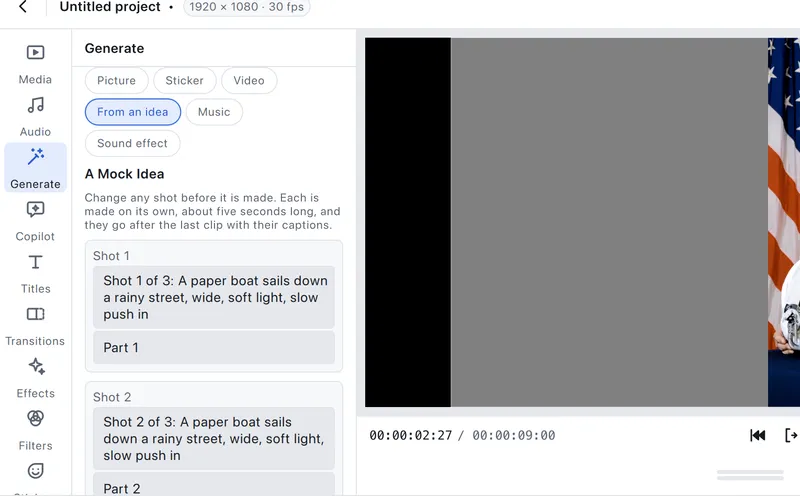 Untitled project • 1920 × 1080 · 30 fps
Media
Audio
Generate
Copilot
Titles
Transitions
Effects
Filters
Generate
Picture
Sticker
Video
From an idea
Music
Sound effect
A Mock Idea
Change any shot before it is made. Each is
made on its own, about five seconds long, and
they go after the last clip with their captions.
Shot 1
Shot 1 of 3: A paper boat sails down
a rainy street, wide, soft light, slow
push in
Part 1
Shot 2
Shot 2 of 3: A paper boat sails
down a rainy street, wide, soft light,
slow push in
Part 2
00:00:02:27 / 00:00:09:00